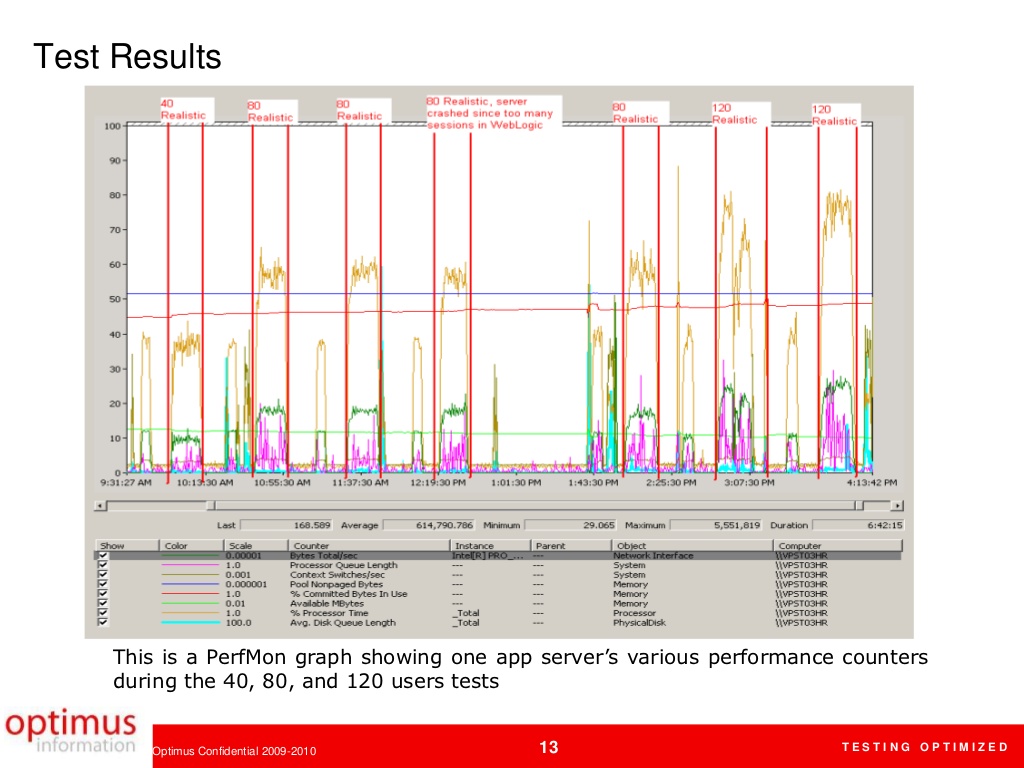 Test Results
40
Realistic
80
Realistic
80
Realistic
80 Realistic, server
crashed since too many
sessions in WebLogic
80
Realistic
120
Realistic
120
Realistic
100
90
80
70
60
50
40
30
20
10
0
9:31:27 AM 10:13:30 AM 10:55:30 AM 11:37:30 AM 12:19:30 PM 1:01:30 PM 1:43:30 PM 2:25:30 PM 3:07:30 PM 4:13:42 PM
Last 168.589 Average 614,790.786 Minimum 29.065 Maximum 5,551,819 Duration 6:42:15
Show Color Scale Counter Instance Parent Object Computer
0.00001 Bytes Total/sec Intel[R] PRO_... --- Network Interface \\VPST03HR
1.0 Processor Queue Length --- --- System \\VPST03HR
0.001 Context Switches/sec --- --- System \\VPST03HR
0.000001 Pool Nonpaged Bytes --- --- Memory \\VPST03HR
1.0 % Committed Bytes In Use --- --- Memory \\VPST03HR
0.01 Available MBytes --- --- Memory \\VPST03HR
1.0 % Processor Time _Total --- Processor \\VPST03HR
100.0 Avg. Disk Queue Length _Total --- PhysicalDisk \\VPST03HR
This is a PerfMon graph showing one app server’s various performance counters
during the 40, 80, and 120 users tests
optimus
information
Optimus Confidential 2009-2010
13
TESTING OPTIMIZED